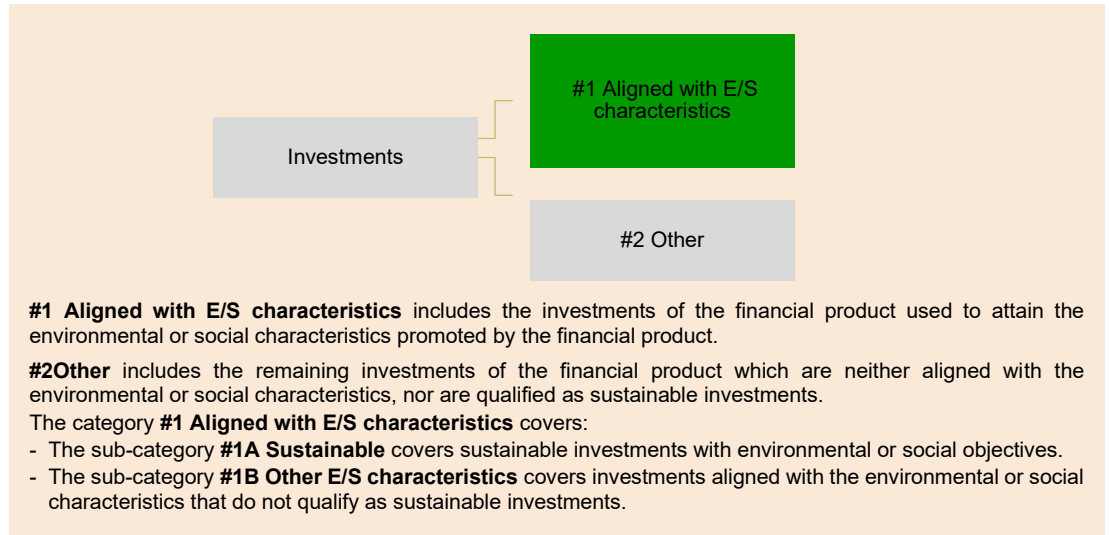 #1 Aligned with E/S
characteristics
Investments
#2 Other
#1 Aligned with E/S characteristics includes the investments of the financial product used to attain the
environmental or social characteristics promoted by the financial product.
#2Other includes the remaining investments of the financial product which are neither aligned with the
environmental or social characteristics, nor are qualified as sustainable investments.
The category #1 Aligned with E/S characteristics covers:
- The sub-category #1A Sustainable covers sustainable investments with environmental or social objectives.
- The sub-category #1B Other E/S characteristics covers investments aligned with the environmental or social
characteristics that do not qualify as sustainable investments.